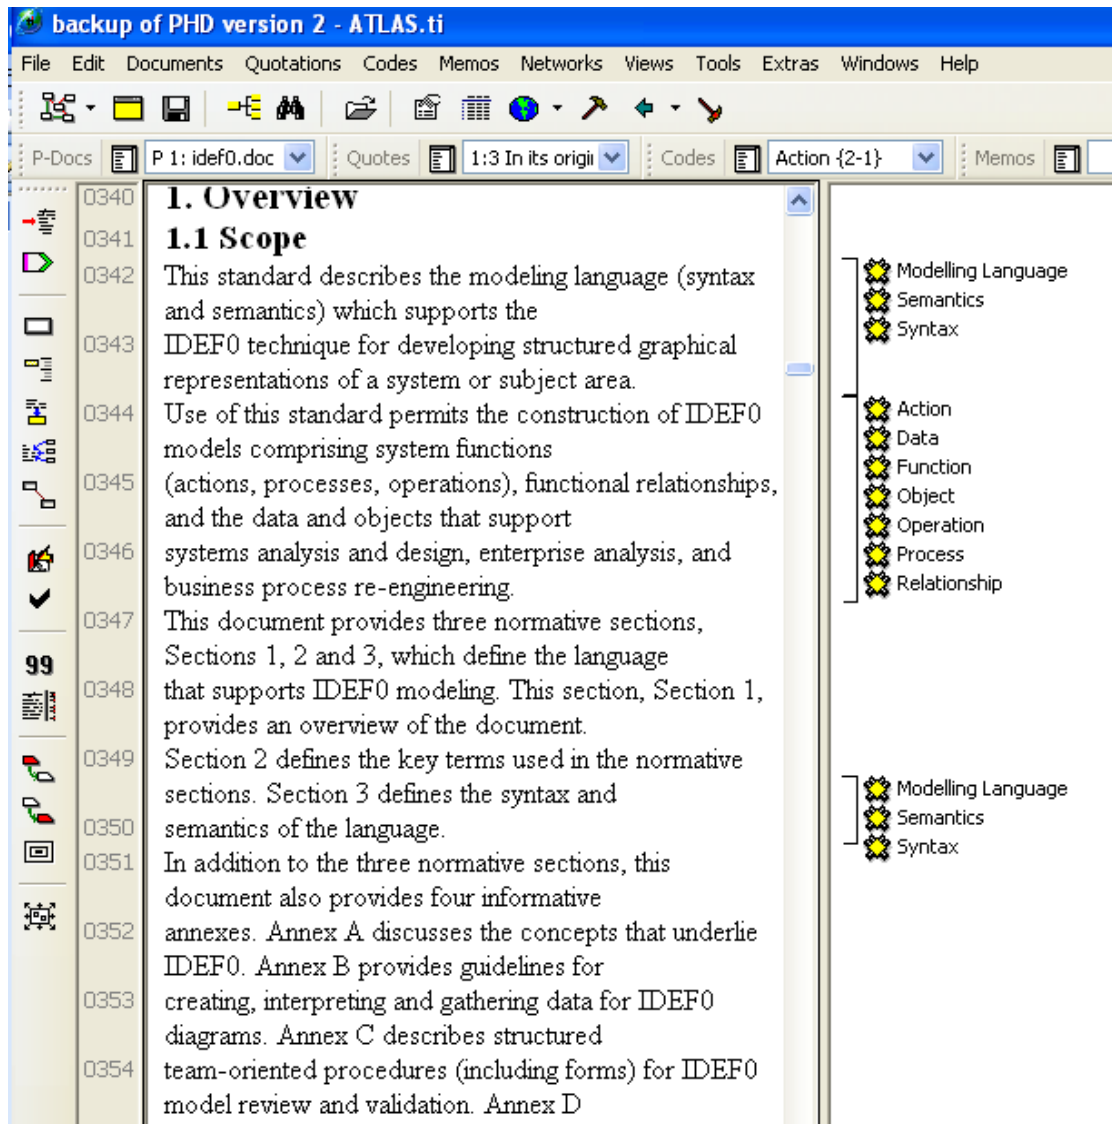 backup of PHD version 2 - ATLAS.ti
File Edit Documents Quotations Codes Memos Networks Views Tools Extras Windows Help
P-Docs P 1: idef0.doc Quotes 1:3 In its origii Codes Action {2-1} Memos
0340 1. Overview
0341 1.1 Scope
0342 This standard describes the modeling language (syntax
and semantics) which supports the
0343 IDEF0 technique for developing structured graphical
representations of a system or subject area.
0344 Use of this standard permits the construction of IDEF0
models comprising system functions
0345 (actions, processes, operations), functional relationships,
and the data and objects that support
0346 systems analysis and design, enterprise analysis, and
business process re-engineering.
0347 This document provides three normative sections,
Sections 1, 2 and 3, which define the language
0348 that supports IDEF0 modeling. This section, Section 1,
provides an overview of the document.
0349 Section 2 defines the key terms used in the normative
sections. Section 3 defines the syntax and
0350 semantics of the language.
0351 In addition to the three normative sections, this
document also provides four informative
0352 annexes. Annex A discusses the concepts that underlie
IDEF0. Annex B provides guidelines for
0353 creating, interpreting and gathering data for IDEF0
diagrams. Annex C describes structured
0354 team-oriented procedures (including forms) for IDEF0
model review and validation. Annex D
99
Modelling Language
Semantics
Syntax
Action
Data
Function
Object
Operation
Process
Relationship
Modelling Language
Semantics
Syntax